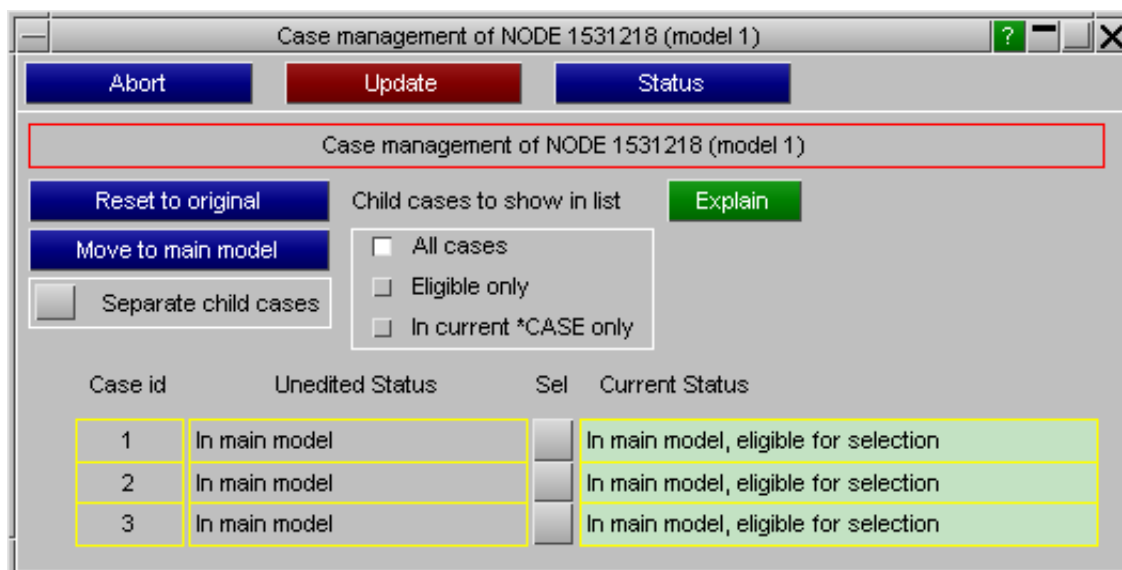 Case management of NODE 1531218 (model 1) ?
Abort Update Status
Case management of NODE 1531218 (model 1)
Reset to original Child cases to show in list Explain
Move to main model All cases
Eligible only
Separate child cases
In current *CASE only
Case id Unedited Status Sel Current Status
1 In main model In main model, eligible for selection
2 In main model In main model, eligible for selection
3 In main model In main model, eligible for selection